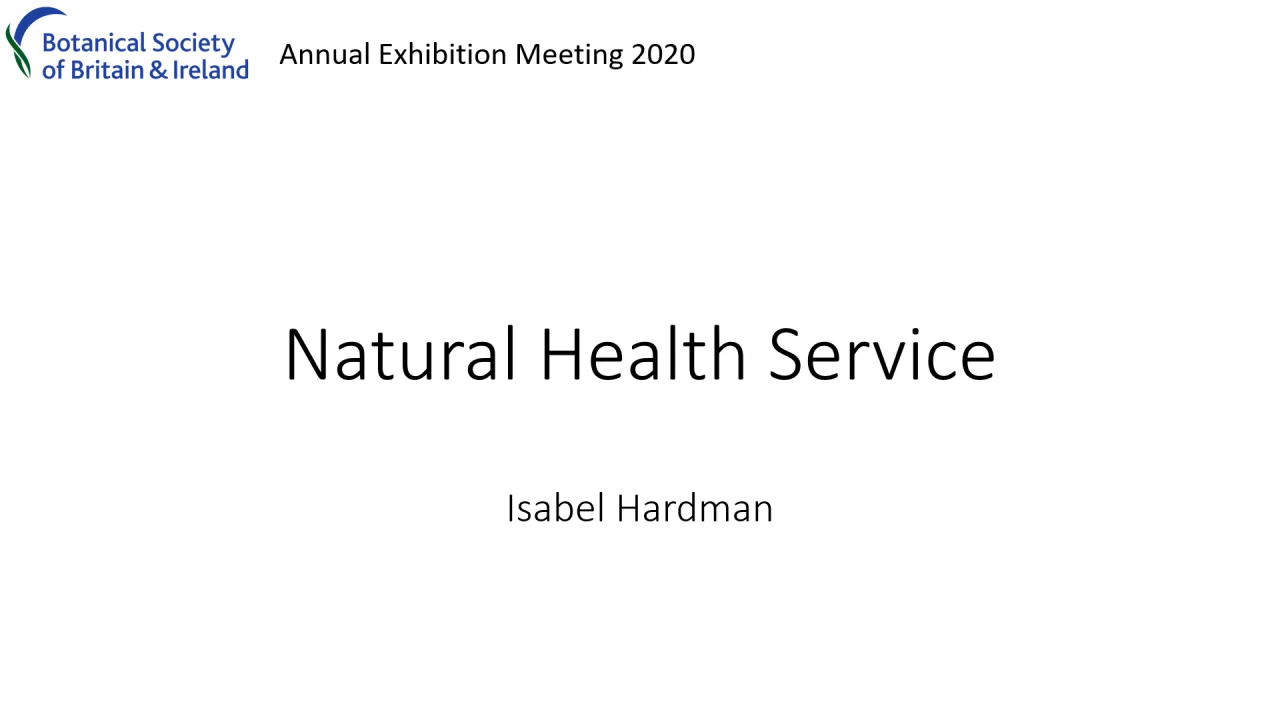 Botanical Society
of Britain & Ireland
Annual Exhibition Meeting 2020
Natural Health Service
Isabel Hardman